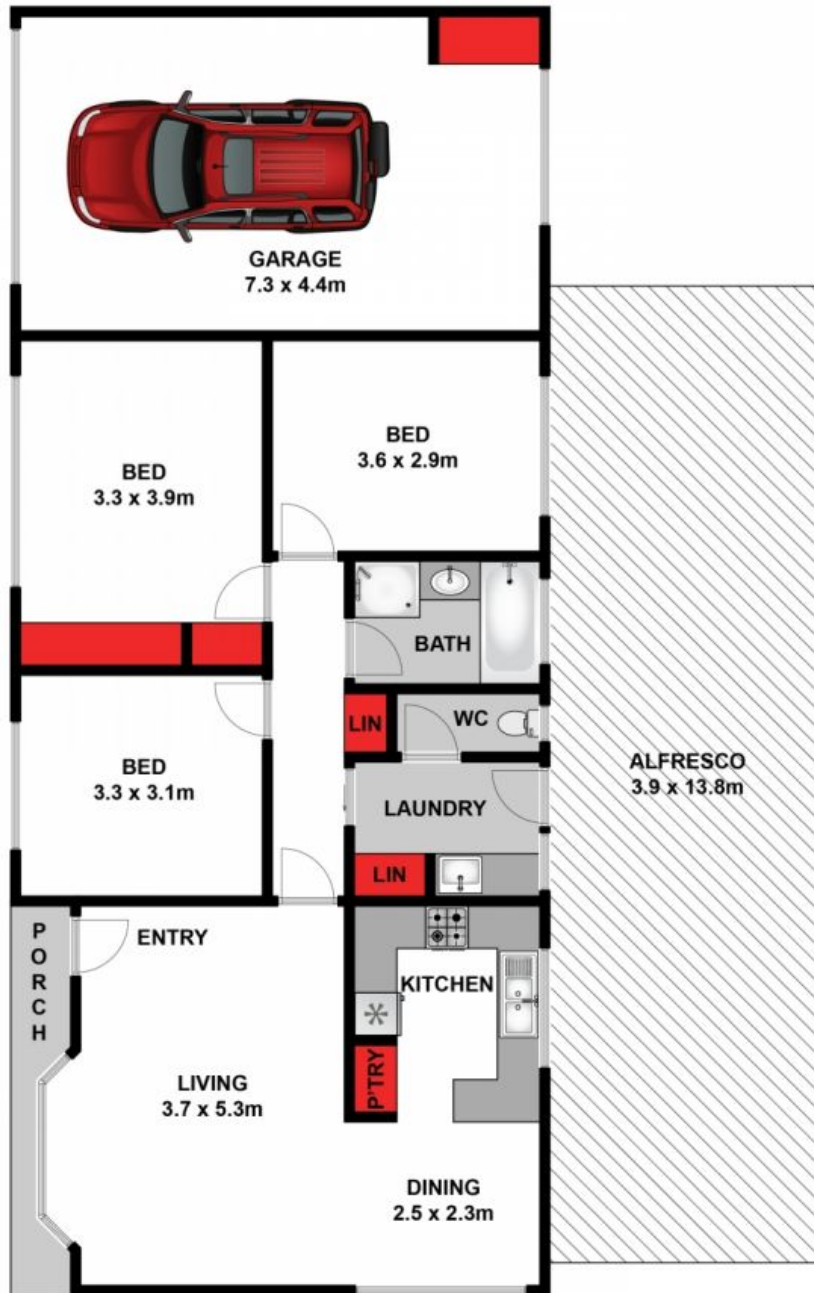 GARAGE
7.3 x 4.4m
BED
3.6 x 2.9m
BED
3.3 x 3.9m
BATH
LIN
WC
BED
3.3 x 3.1m
ALFRESCO
3.9 x 13.8m
LAUNDRY
LIN
PORCH
ENTRY
KITCHEN
P'TRY
LIVING
3.7 x 5.3m
DINING
2.5 x 2.3m